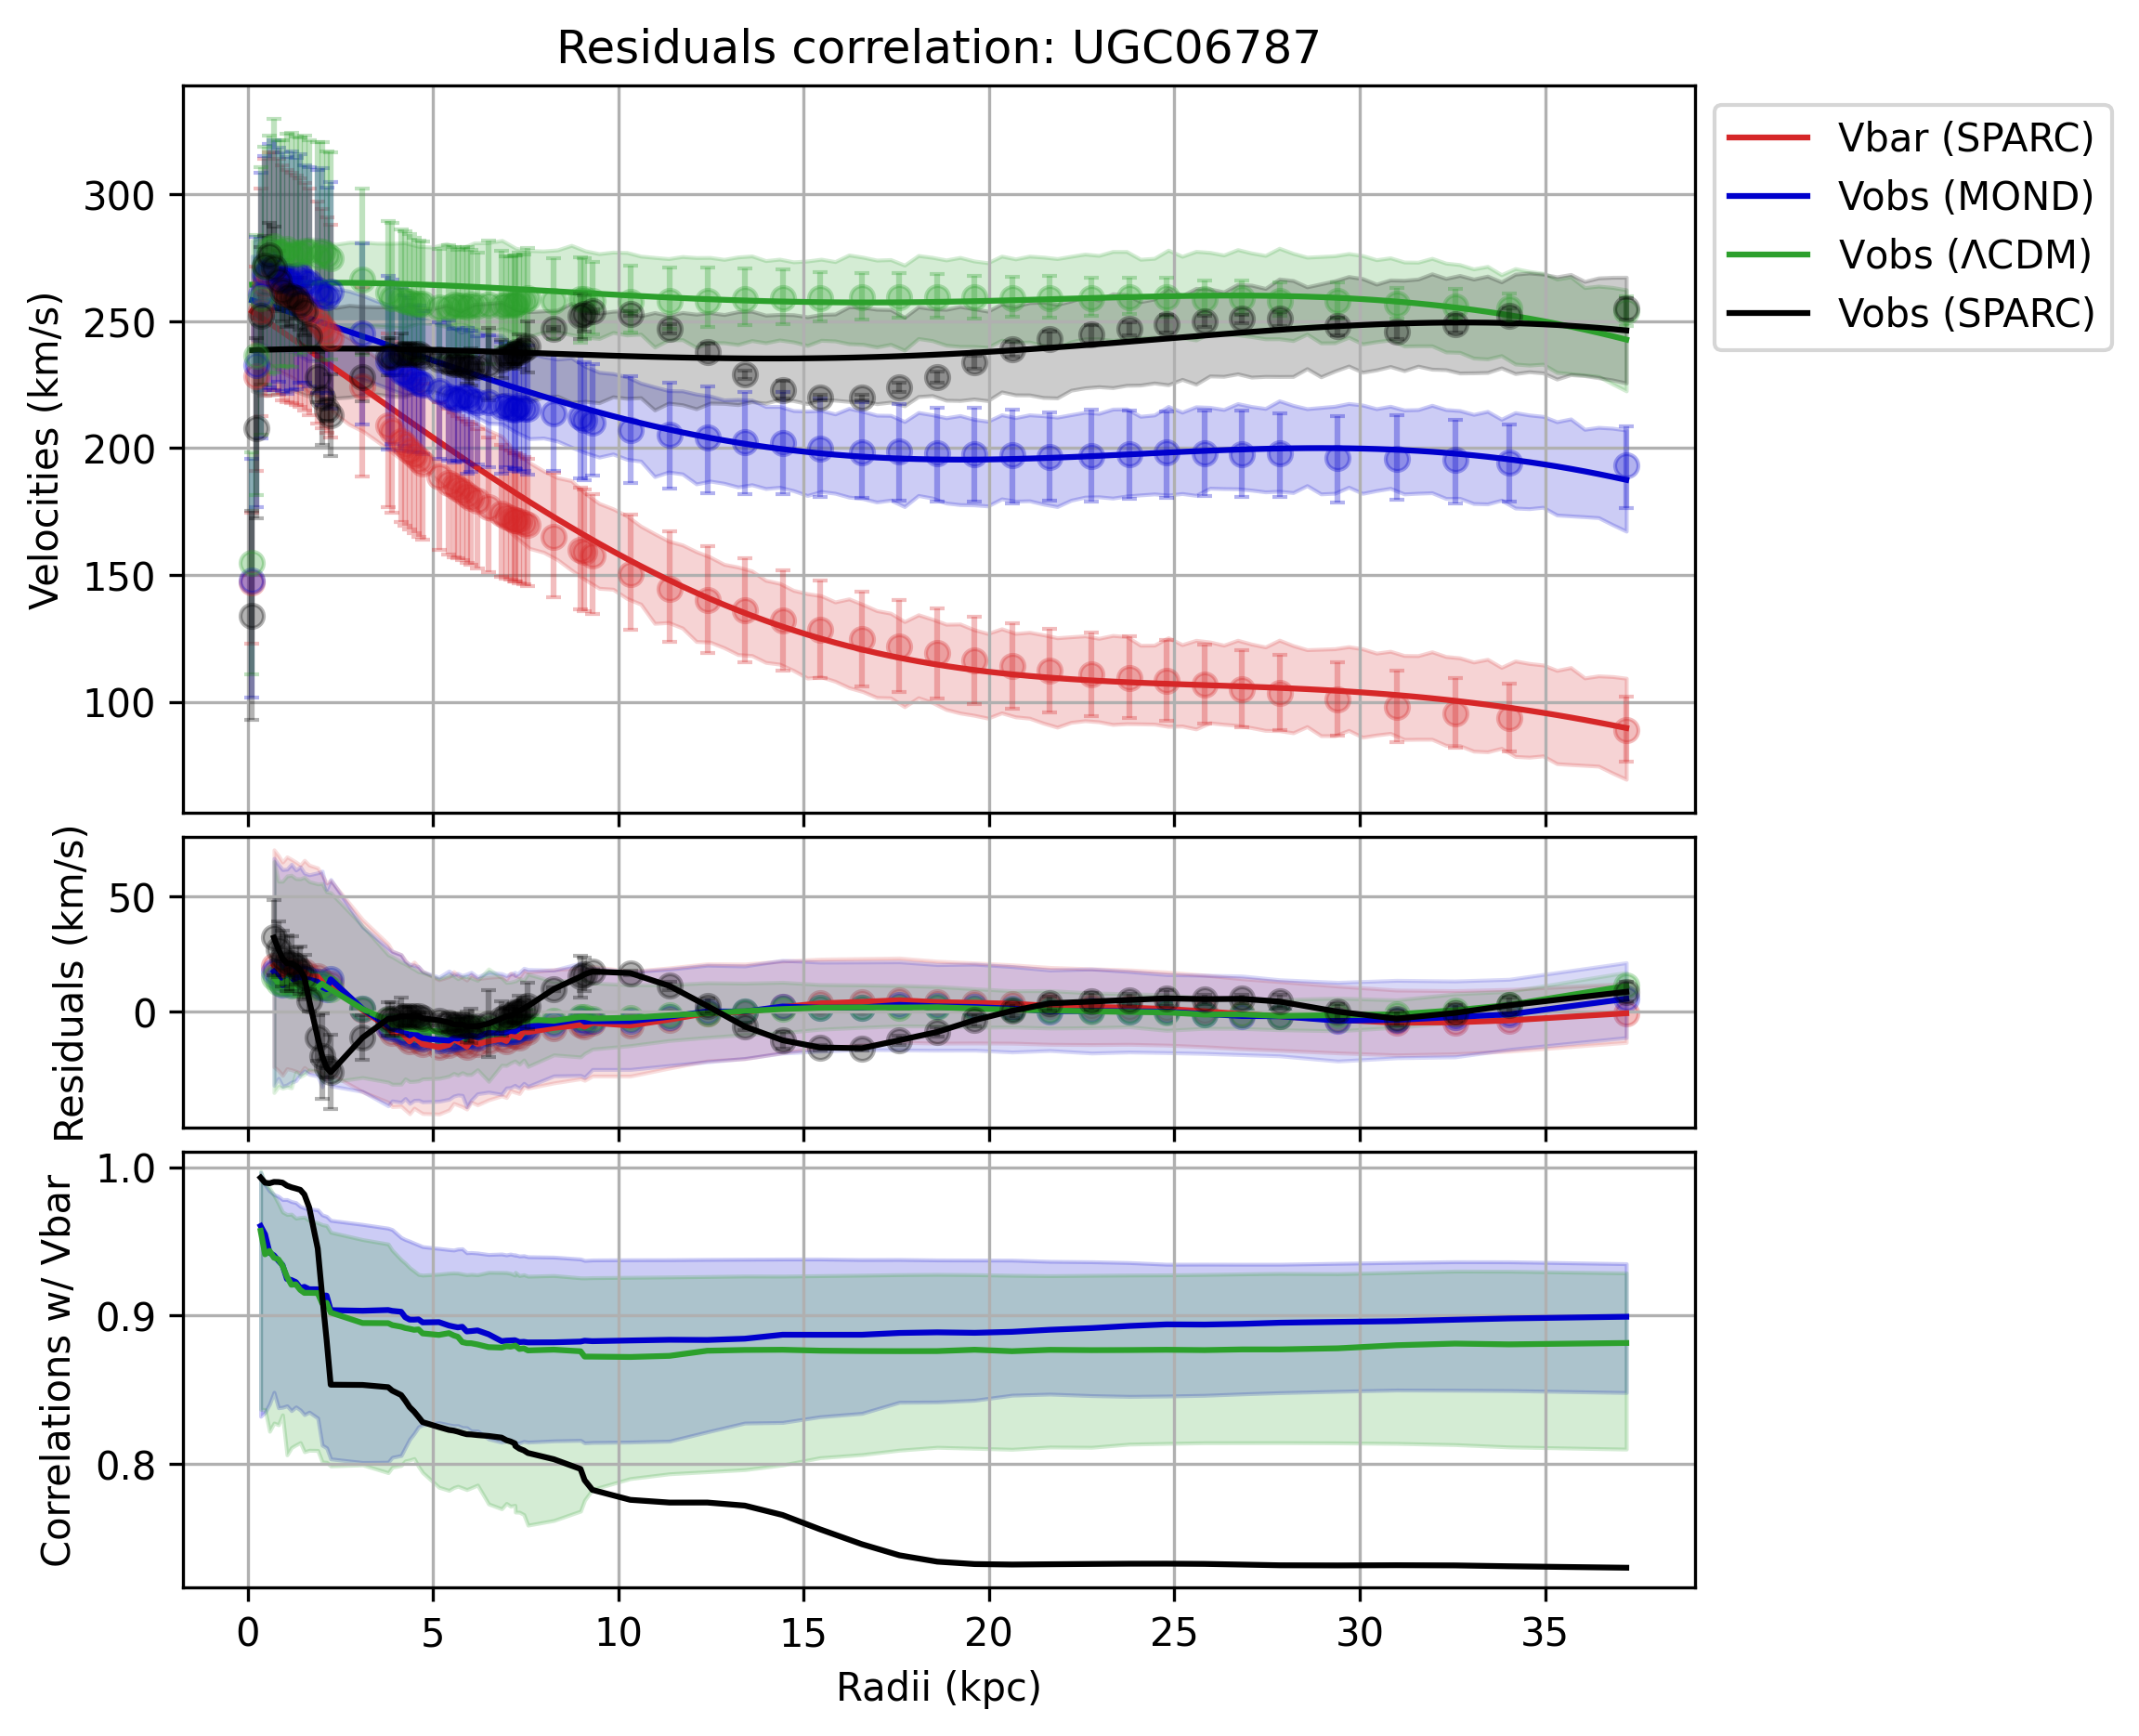 Residuals correlation: UGC06787
Velocities (km/s)
300
250
200
150
100
Vbar (SPARC)
Vobs (MOND)
Vobs (ΛCDM)
Vobs (SPARC)
Residuals (km/s)
50
0
Correlations w/ Vbar
1.0
0.9
0.8
0 5 10 15 20 25 30 35
Radii (kpc)